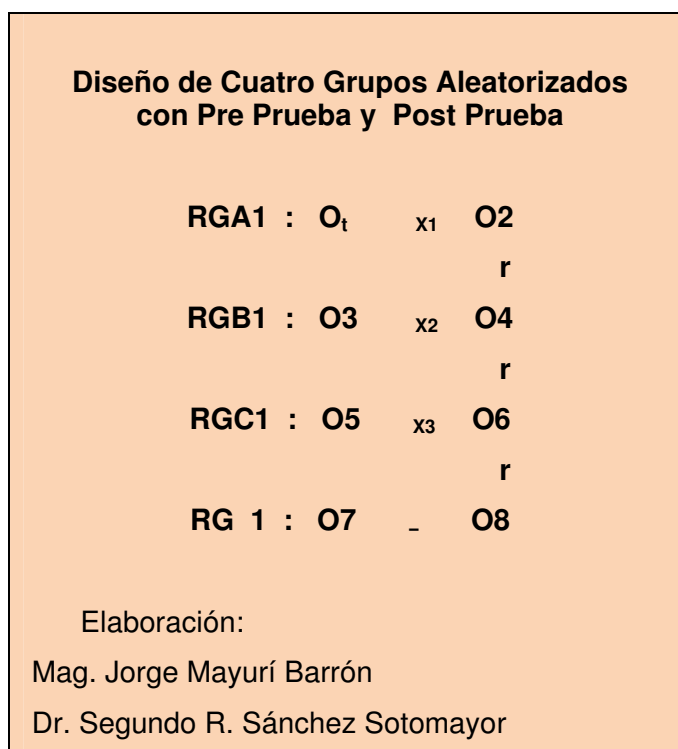 Diseño de Cuatro Grupos Aleatorizados
con Pre Prueba y Post Prueba
RGA1 : Ot X1 O2
r
RGB1 : O3 X2 O4
r
RGC1 : O5 X3 O6
r
RG 1 : O7 - O8
Elaboración:
Mag. Jorge Mayurí Barrón
Dr. Segundo R. Sánchez Sotomayor